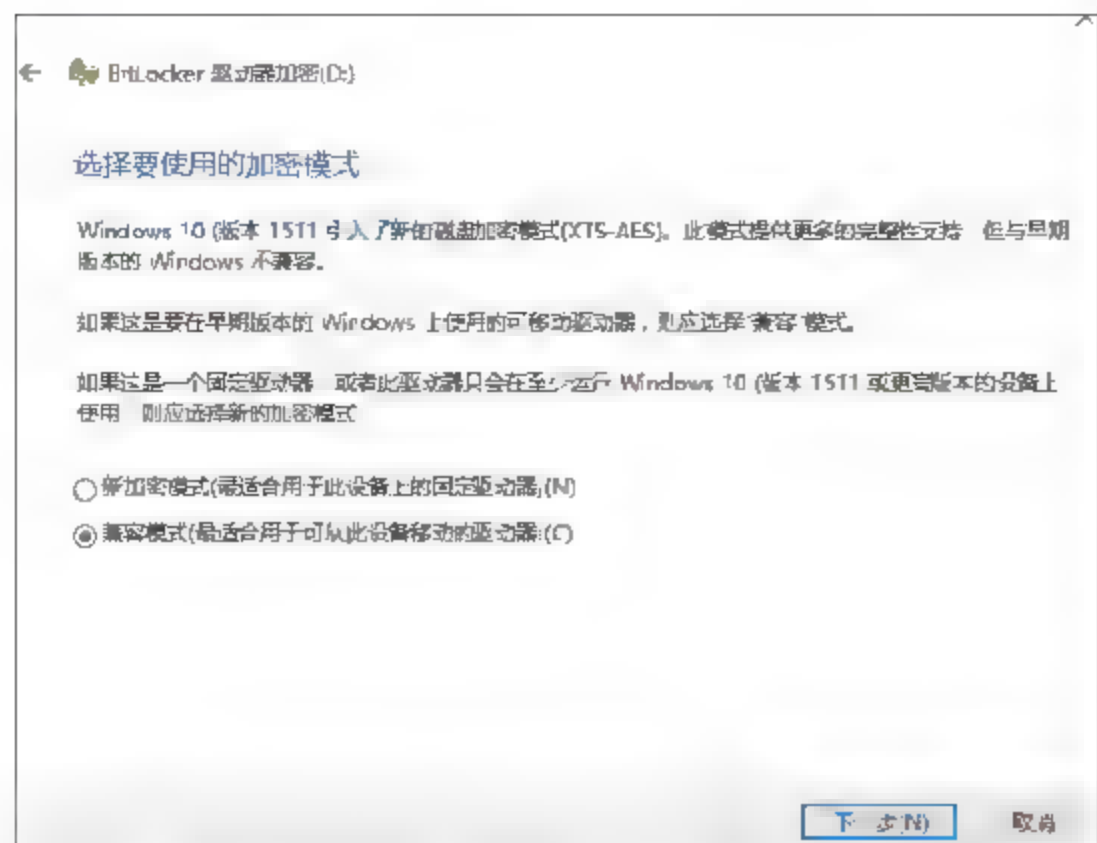 BitLocker 驱动器加密(D:)
选择要使用的加密模式
Windows 10 (版本 1511 引入了新的磁盘加密模式(XTS-AES)。此模式提供更多的完整性支持 但与早期
版本的 Windows 不兼容。
如果这是要在早期版本的 Windows 上使用的可移动驱动器，则应选择"兼容"模式。
如果这是一个固定驱动器 或者此驱动器只会在至少运行 Windows 10 (版本 1511 或更高版本的设备上
使用 则应选择新的加密模式
新加密模式(最适合用于此设备上的固定驱动器)(N)
兼容模式(最适合用于可从此设备移动的驱动器)(C)
下一步(N) 取消